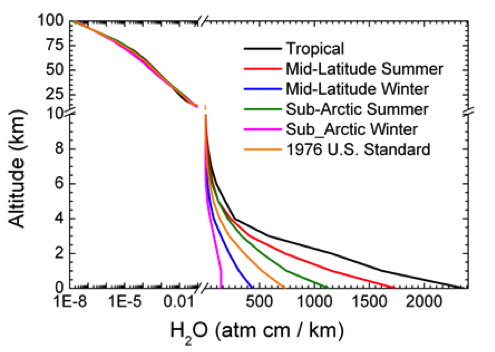 100
75
50
25
10
8
6
4
2
0
Altitude (km)
Tropical
Mid-Latitude Summer
Mid-Latitude Winter
Sub-Arctic Summer
Sub_Arctic Winter
1976 U.S. Standard
1E-8 1E-5 0.01 500 1000 1500 2000
H₂O (atm cm / km)